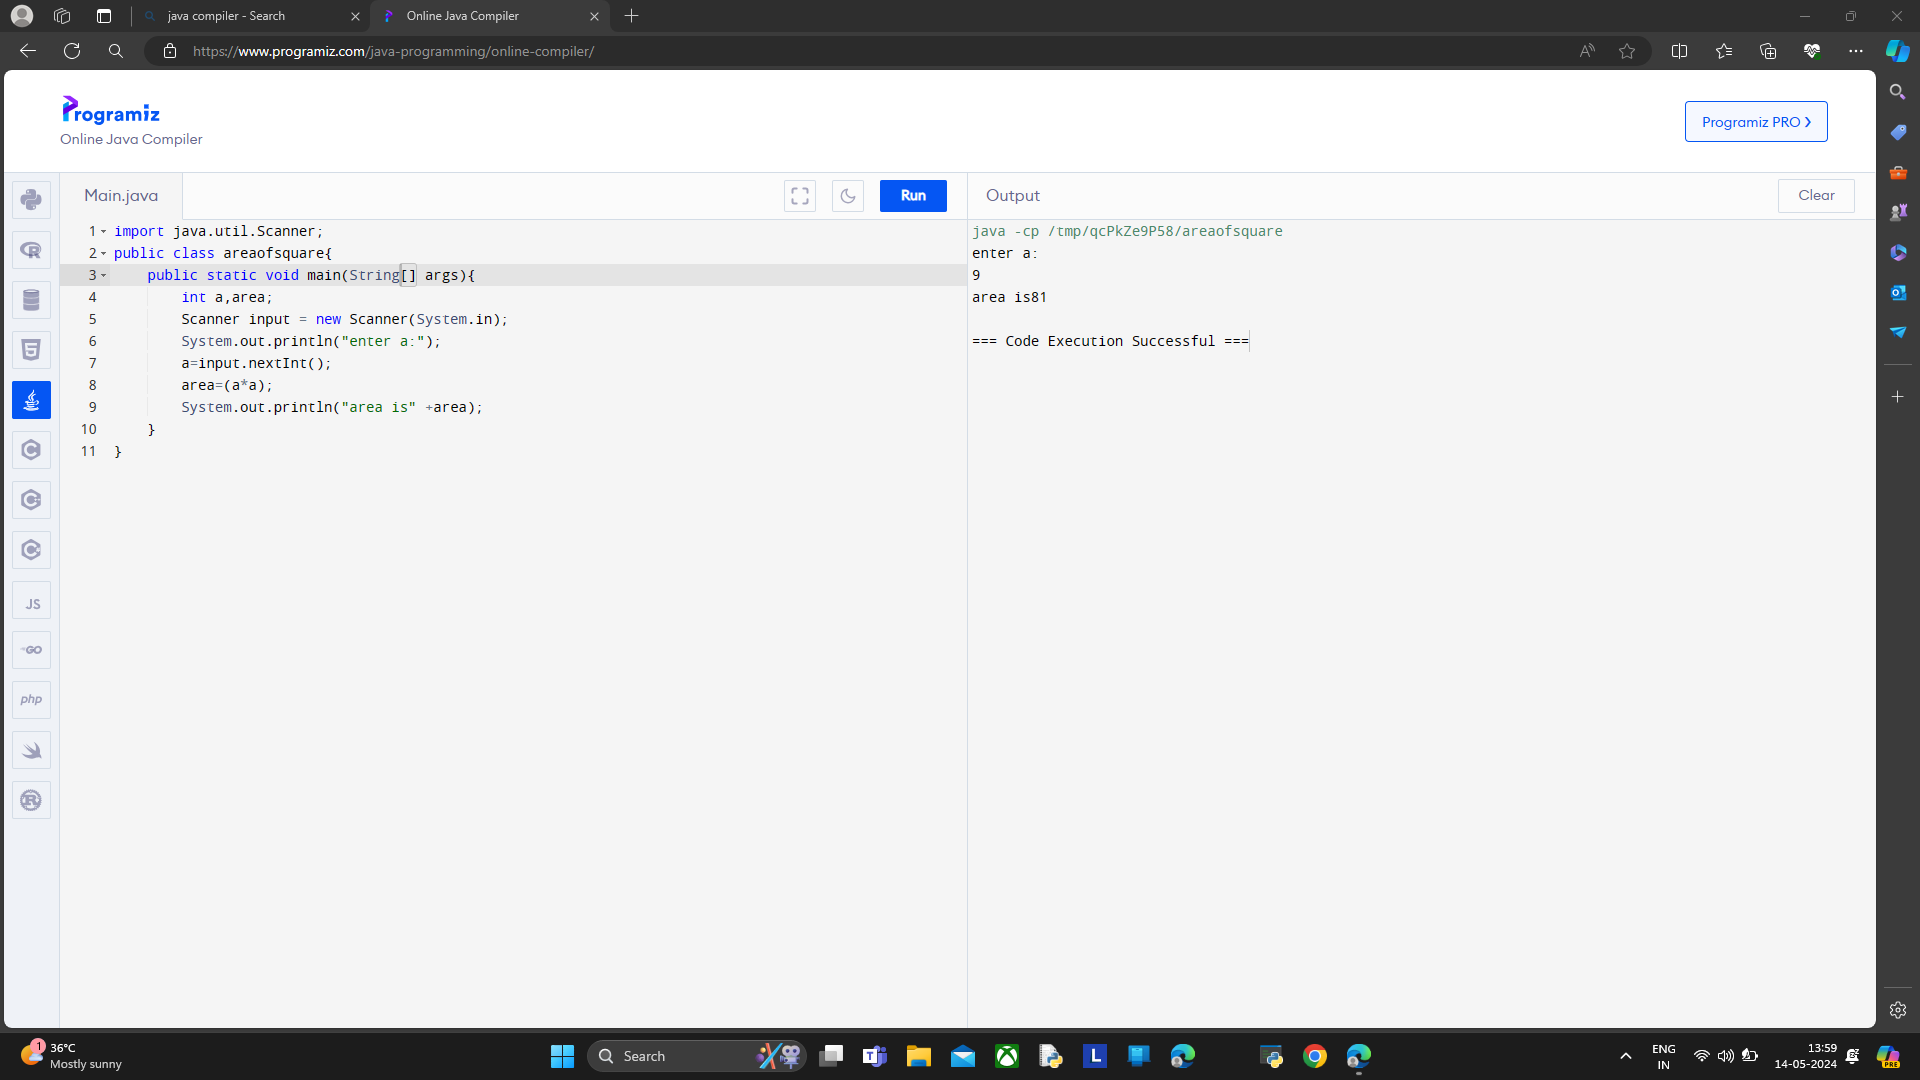 java compiler - Search
Online Java Compiler
https://www.programiz.com/java-programming/online-compiler/
Programiz
Online Java Compiler
Programiz PRO
Main.java
Run
Output
Clear
1 import java.util.Scanner;
2 public class areaofsquare{
3 public static void main(String[] args){
4 int a,area;
5 Scanner input = new Scanner(System.in);
6 System.out.println("enter a:");
7 a=input.nextInt();
8 area=(a*a);
9 System.out.println("area is" +area);
10 }
11 }
java -cp /tmp/qcPkZe9P58/areaofsquare
enter a:
9
area is81
=== Code Execution Successful ===
JS
GO
php
1
36°C
Mostly sunny
Search
L
ENG
IN
13:59
14-05-2024
PRE